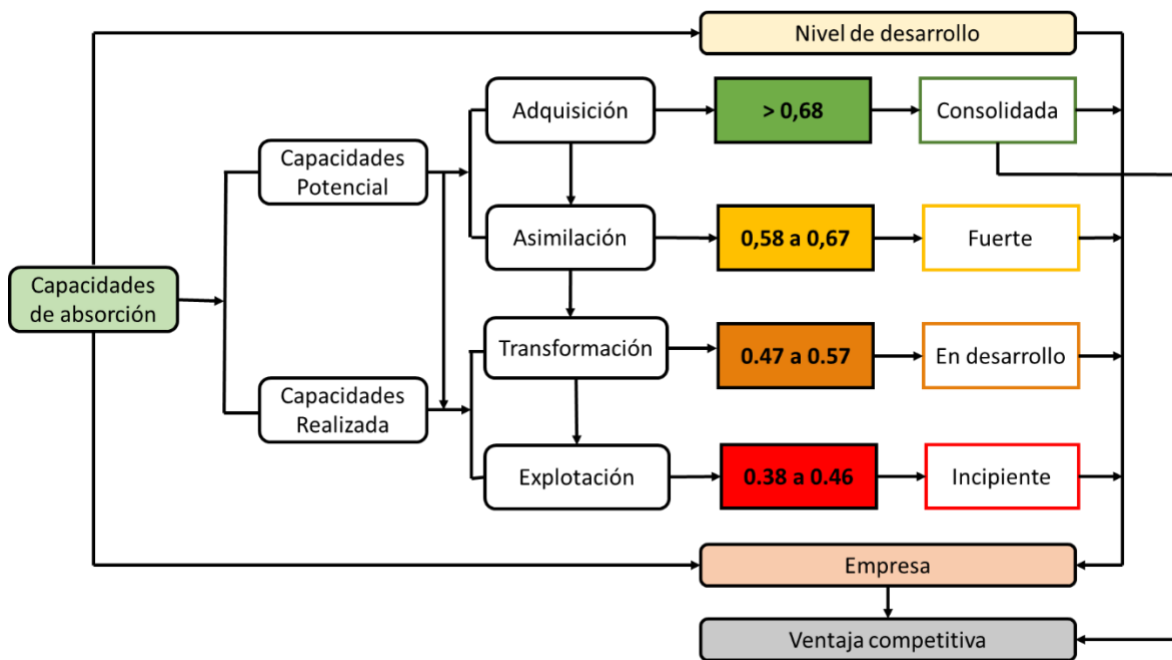 Nivel de desarrollo
Adquisición
> 0,68
Consolidada
Capacidades
Potencial
Asimilación
0,58 a 0,67
Fuerte
Capacidades
de absorción
Transformación
0.47 a 0.57
En desarrollo
Capacidades
Realizada
Explotación
0.38 a 0.46
Incipiente
Empresa
Ventaja competitiva